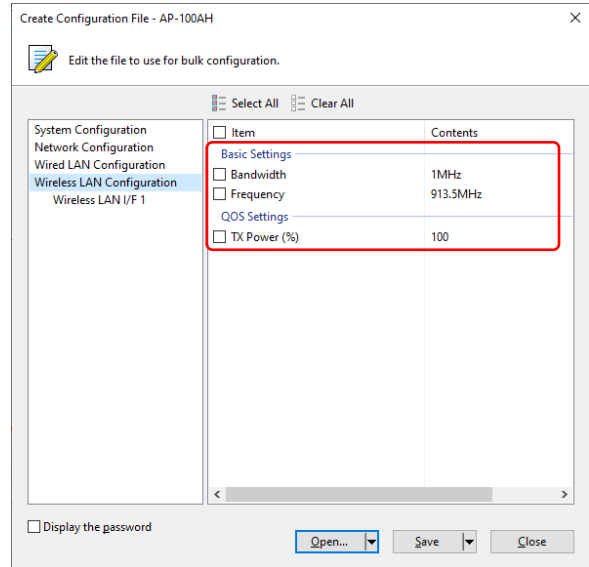 Create Configuration File - AP-100AH
Edit the file to use for bulk configuration.
Select All Clear All
System Configuration
Network Configuration
Wired LAN Configuration
Wireless LAN Configuration
Wireless LAN I/F 1
Item Contents
Basic Settings
Bandwidth 1MHz
Frequency 913.5MHz
QOS Settings
TX Power (%) 100
Display the password
Open... Save Close